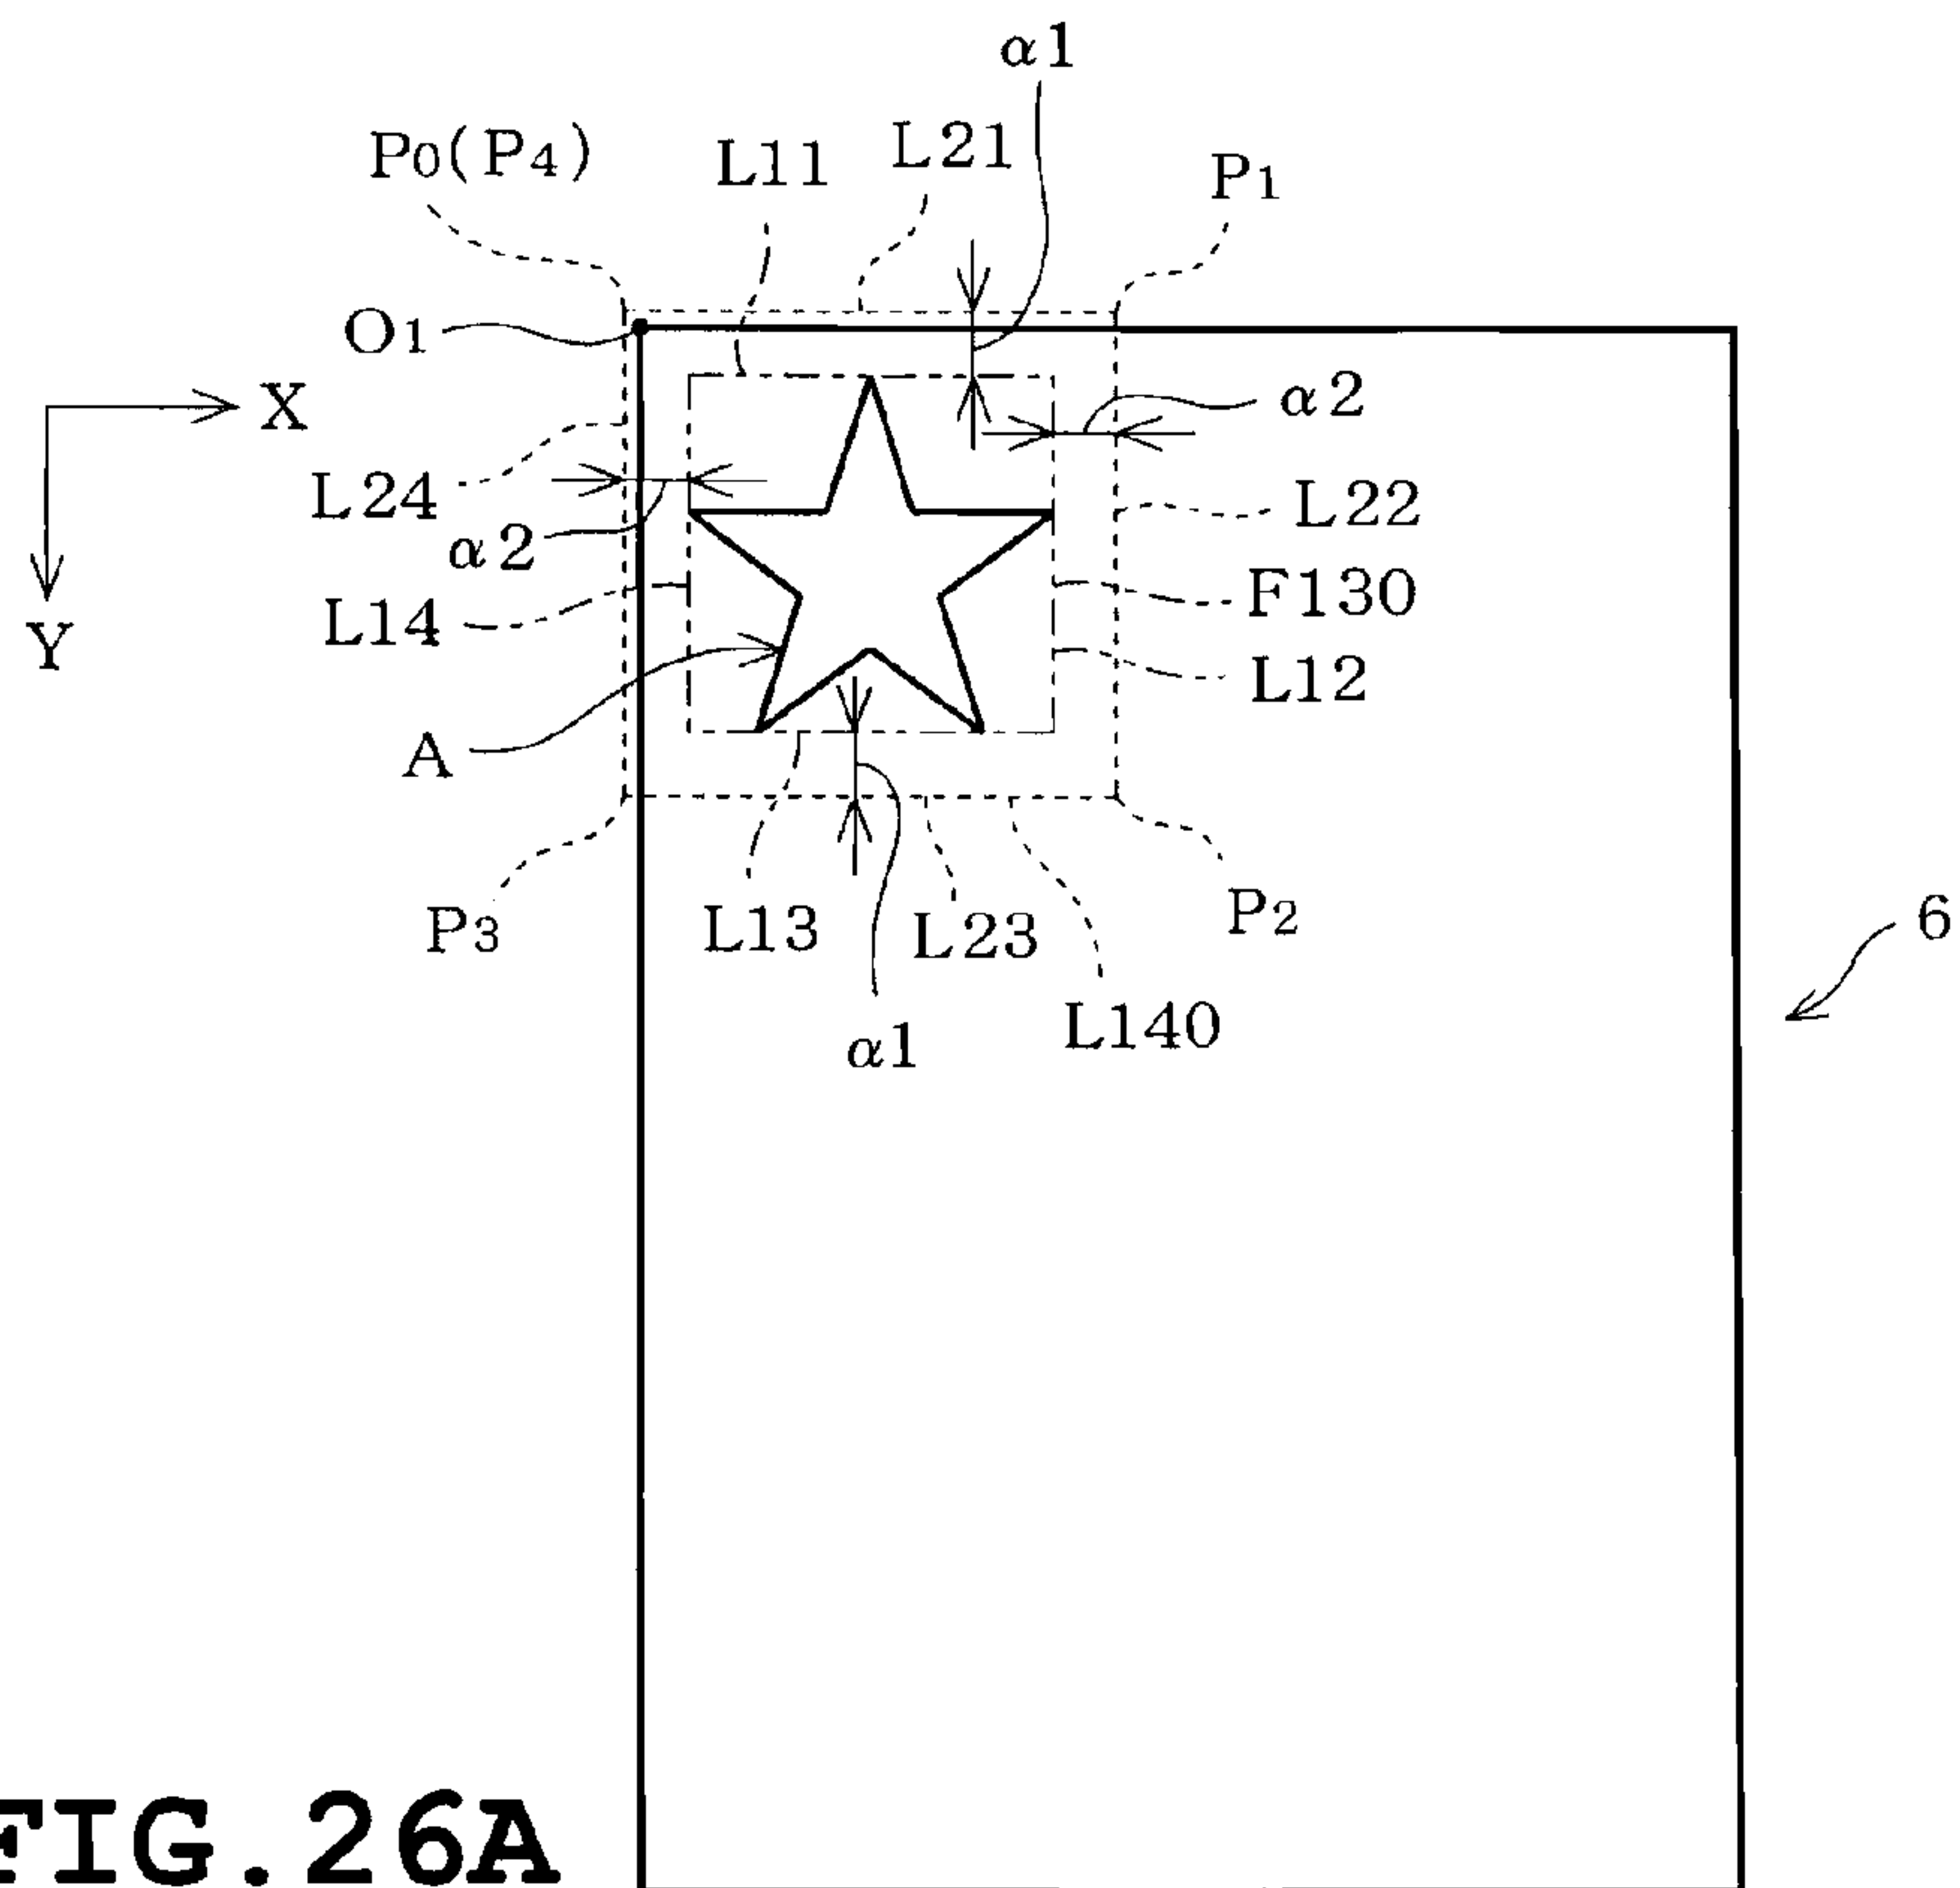 α1
P0(P4)
L11
L21
P1
O1
X
α2
L24
L22
α2
F130
L14
Y
L12
A
P3
L13
L23
P2
6
L140
α1
FIG.26A